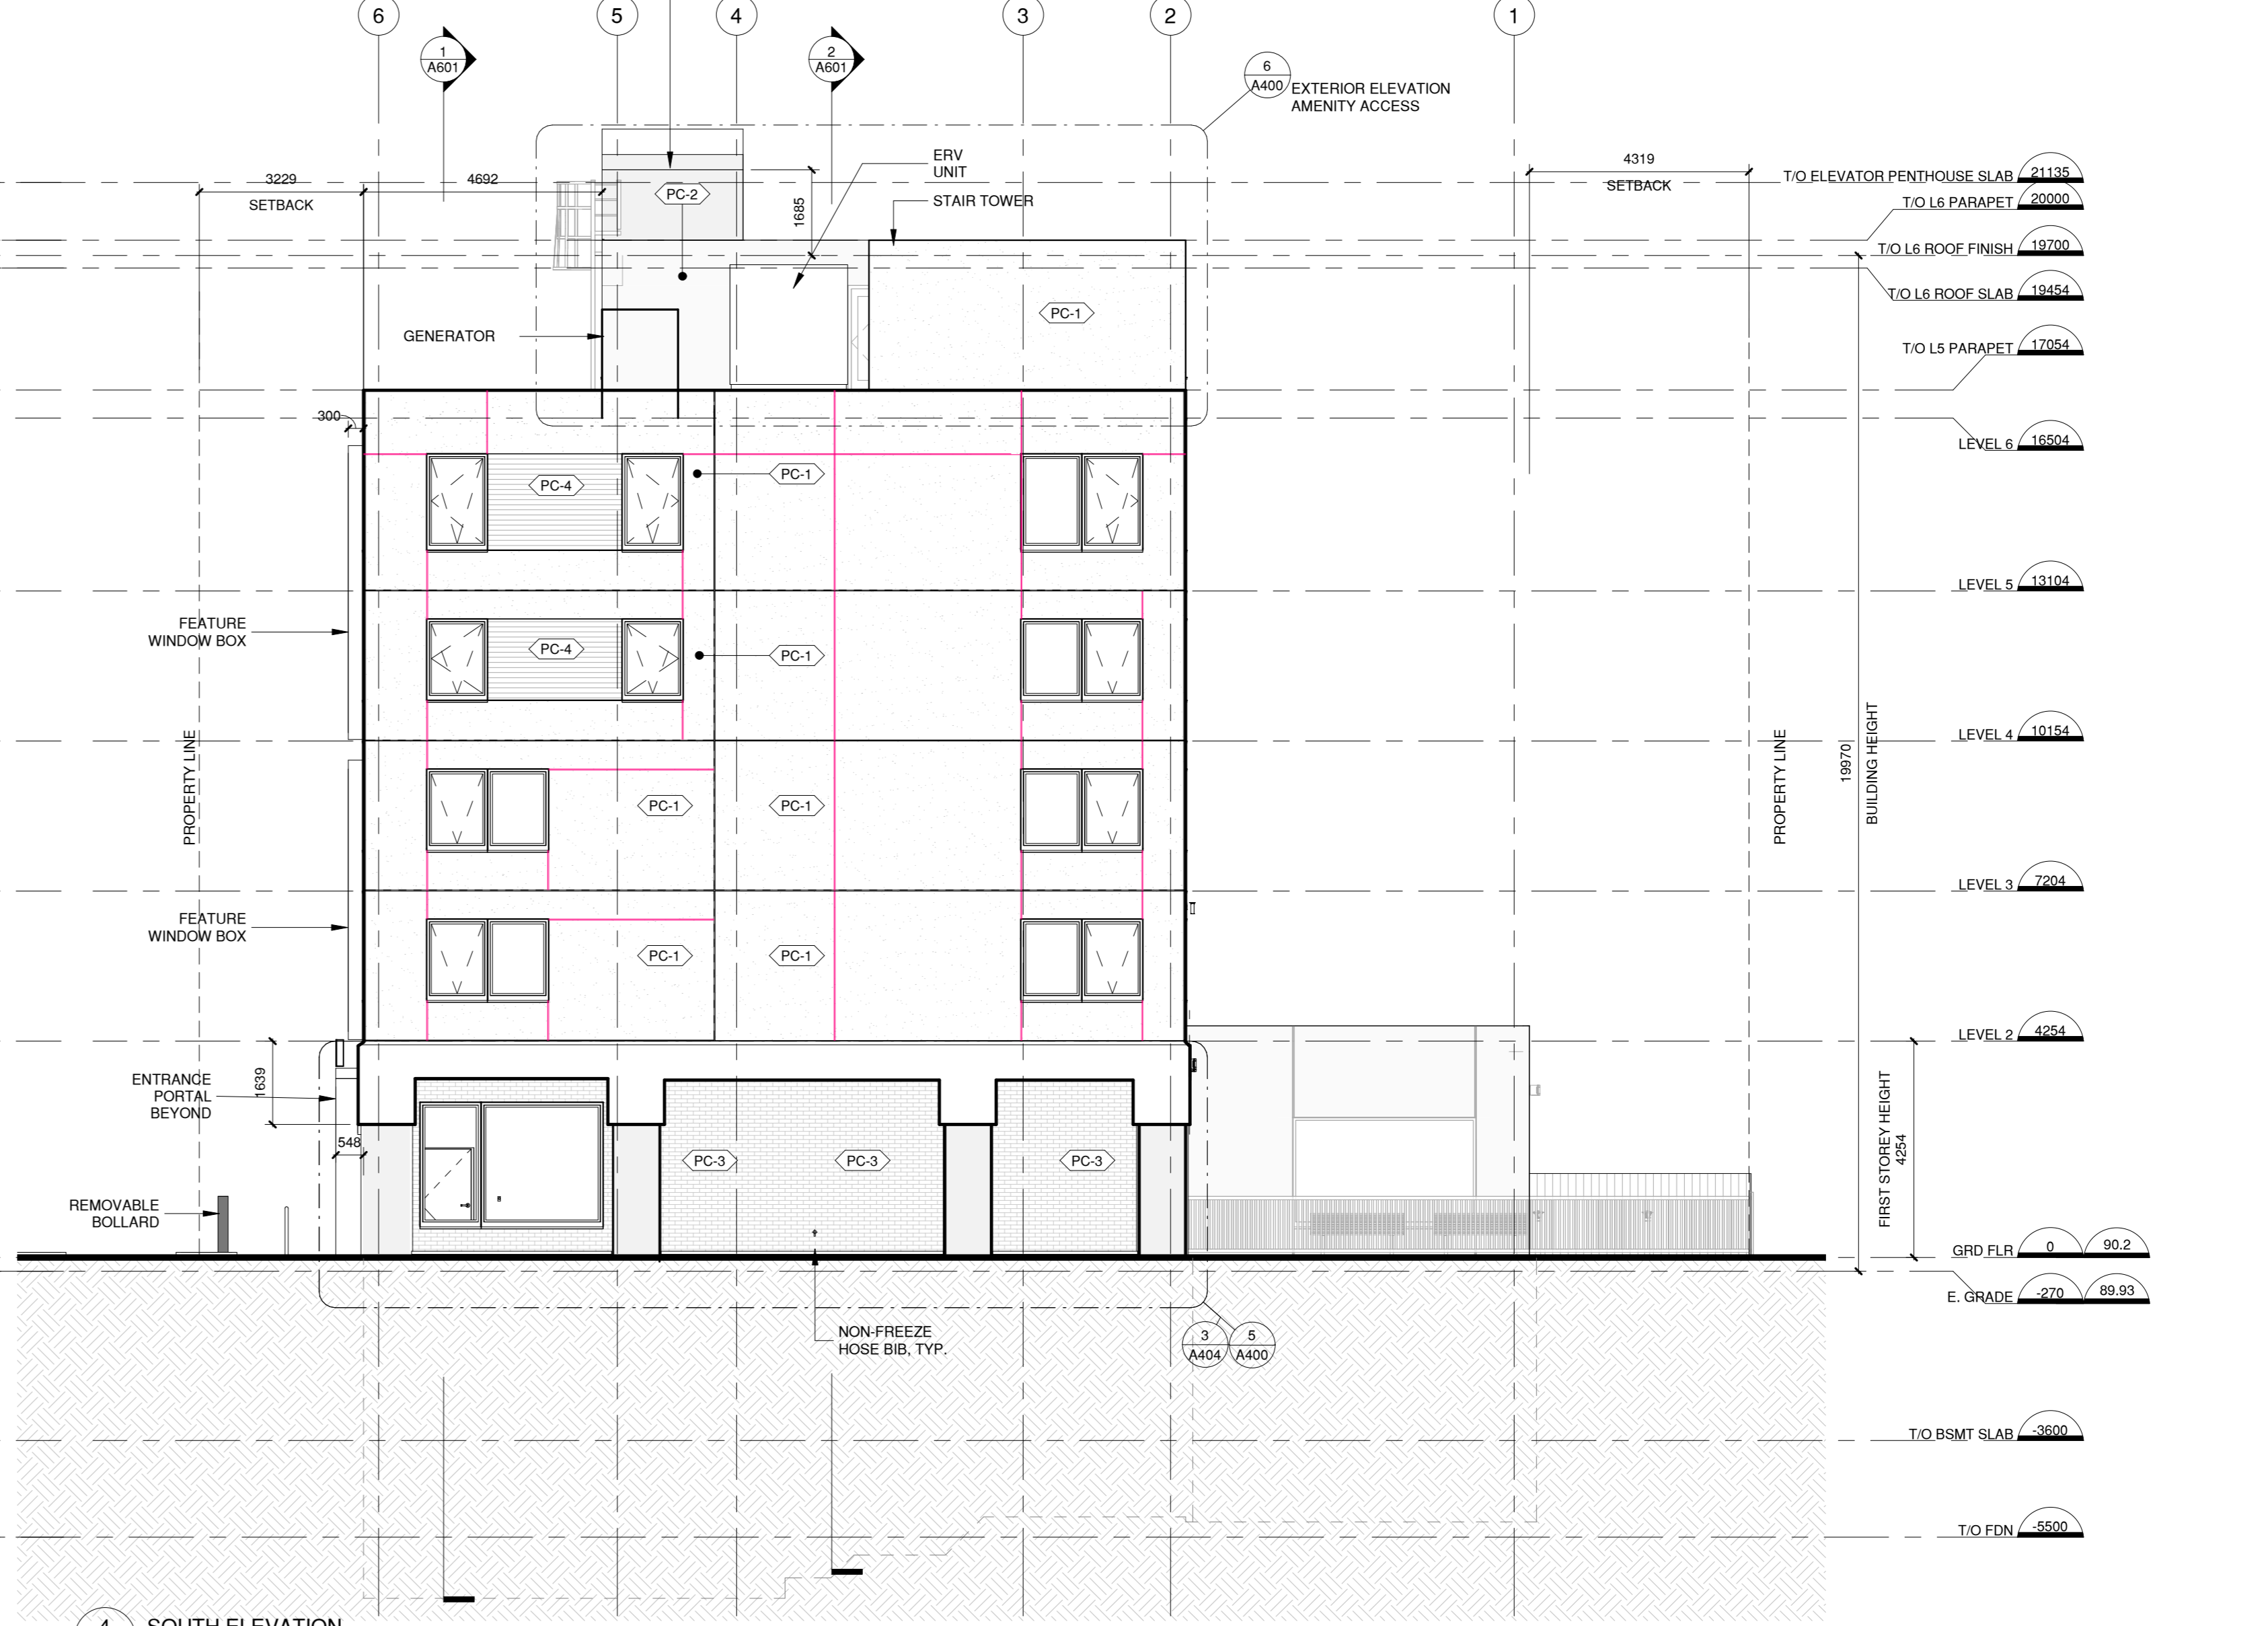 6
5
4
3
2
1
1
A601
2
A601
6
A400
EXTERIOR ELEVATION
AMENITY ACCESS
3229
SETBACK
4692
PC-2
1685
ERV
UNIT
STAIR TOWER
4319
SETBACK
T/O ELEVATOR PENTHOUSE SLAB 21135
T/O L6 PARAPET 20000
T/O L6 ROOF FINISH 19700
T/O L6 ROOF SLAB 19454
GENERATOR
PC-1
T/O L5 PARAPET 17054
300
LEVEL 6 16504
PC-4
PC-1
LEVEL 5 13104
FEATURE
WINDOW BOX
PC-4
PC-1
PROPERTY LINE
LEVEL 4 10154
PROPERTY LINE
19970
BUILDING HEIGHT
PC-1
PC-1
LEVEL 3 7204
FEATURE
WINDOW BOX
PC-1
PC-1
LEVEL 2 4254
ENTRANCE
PORTAL
BEYOND
1639
548
PC-3
PC-3
PC-3
FIRST STOREY HEIGHT
4254
REMOVABLE
BOLLARD
GRD FLR 0 90.2
E. GRADE -270 89.93
NON-FREEZE
HOSE BIB, TYP.
3
A404
5
A400
T/O BSMT SLAB -3600
T/O FDN -5500
4
SOUTH ELEVATION